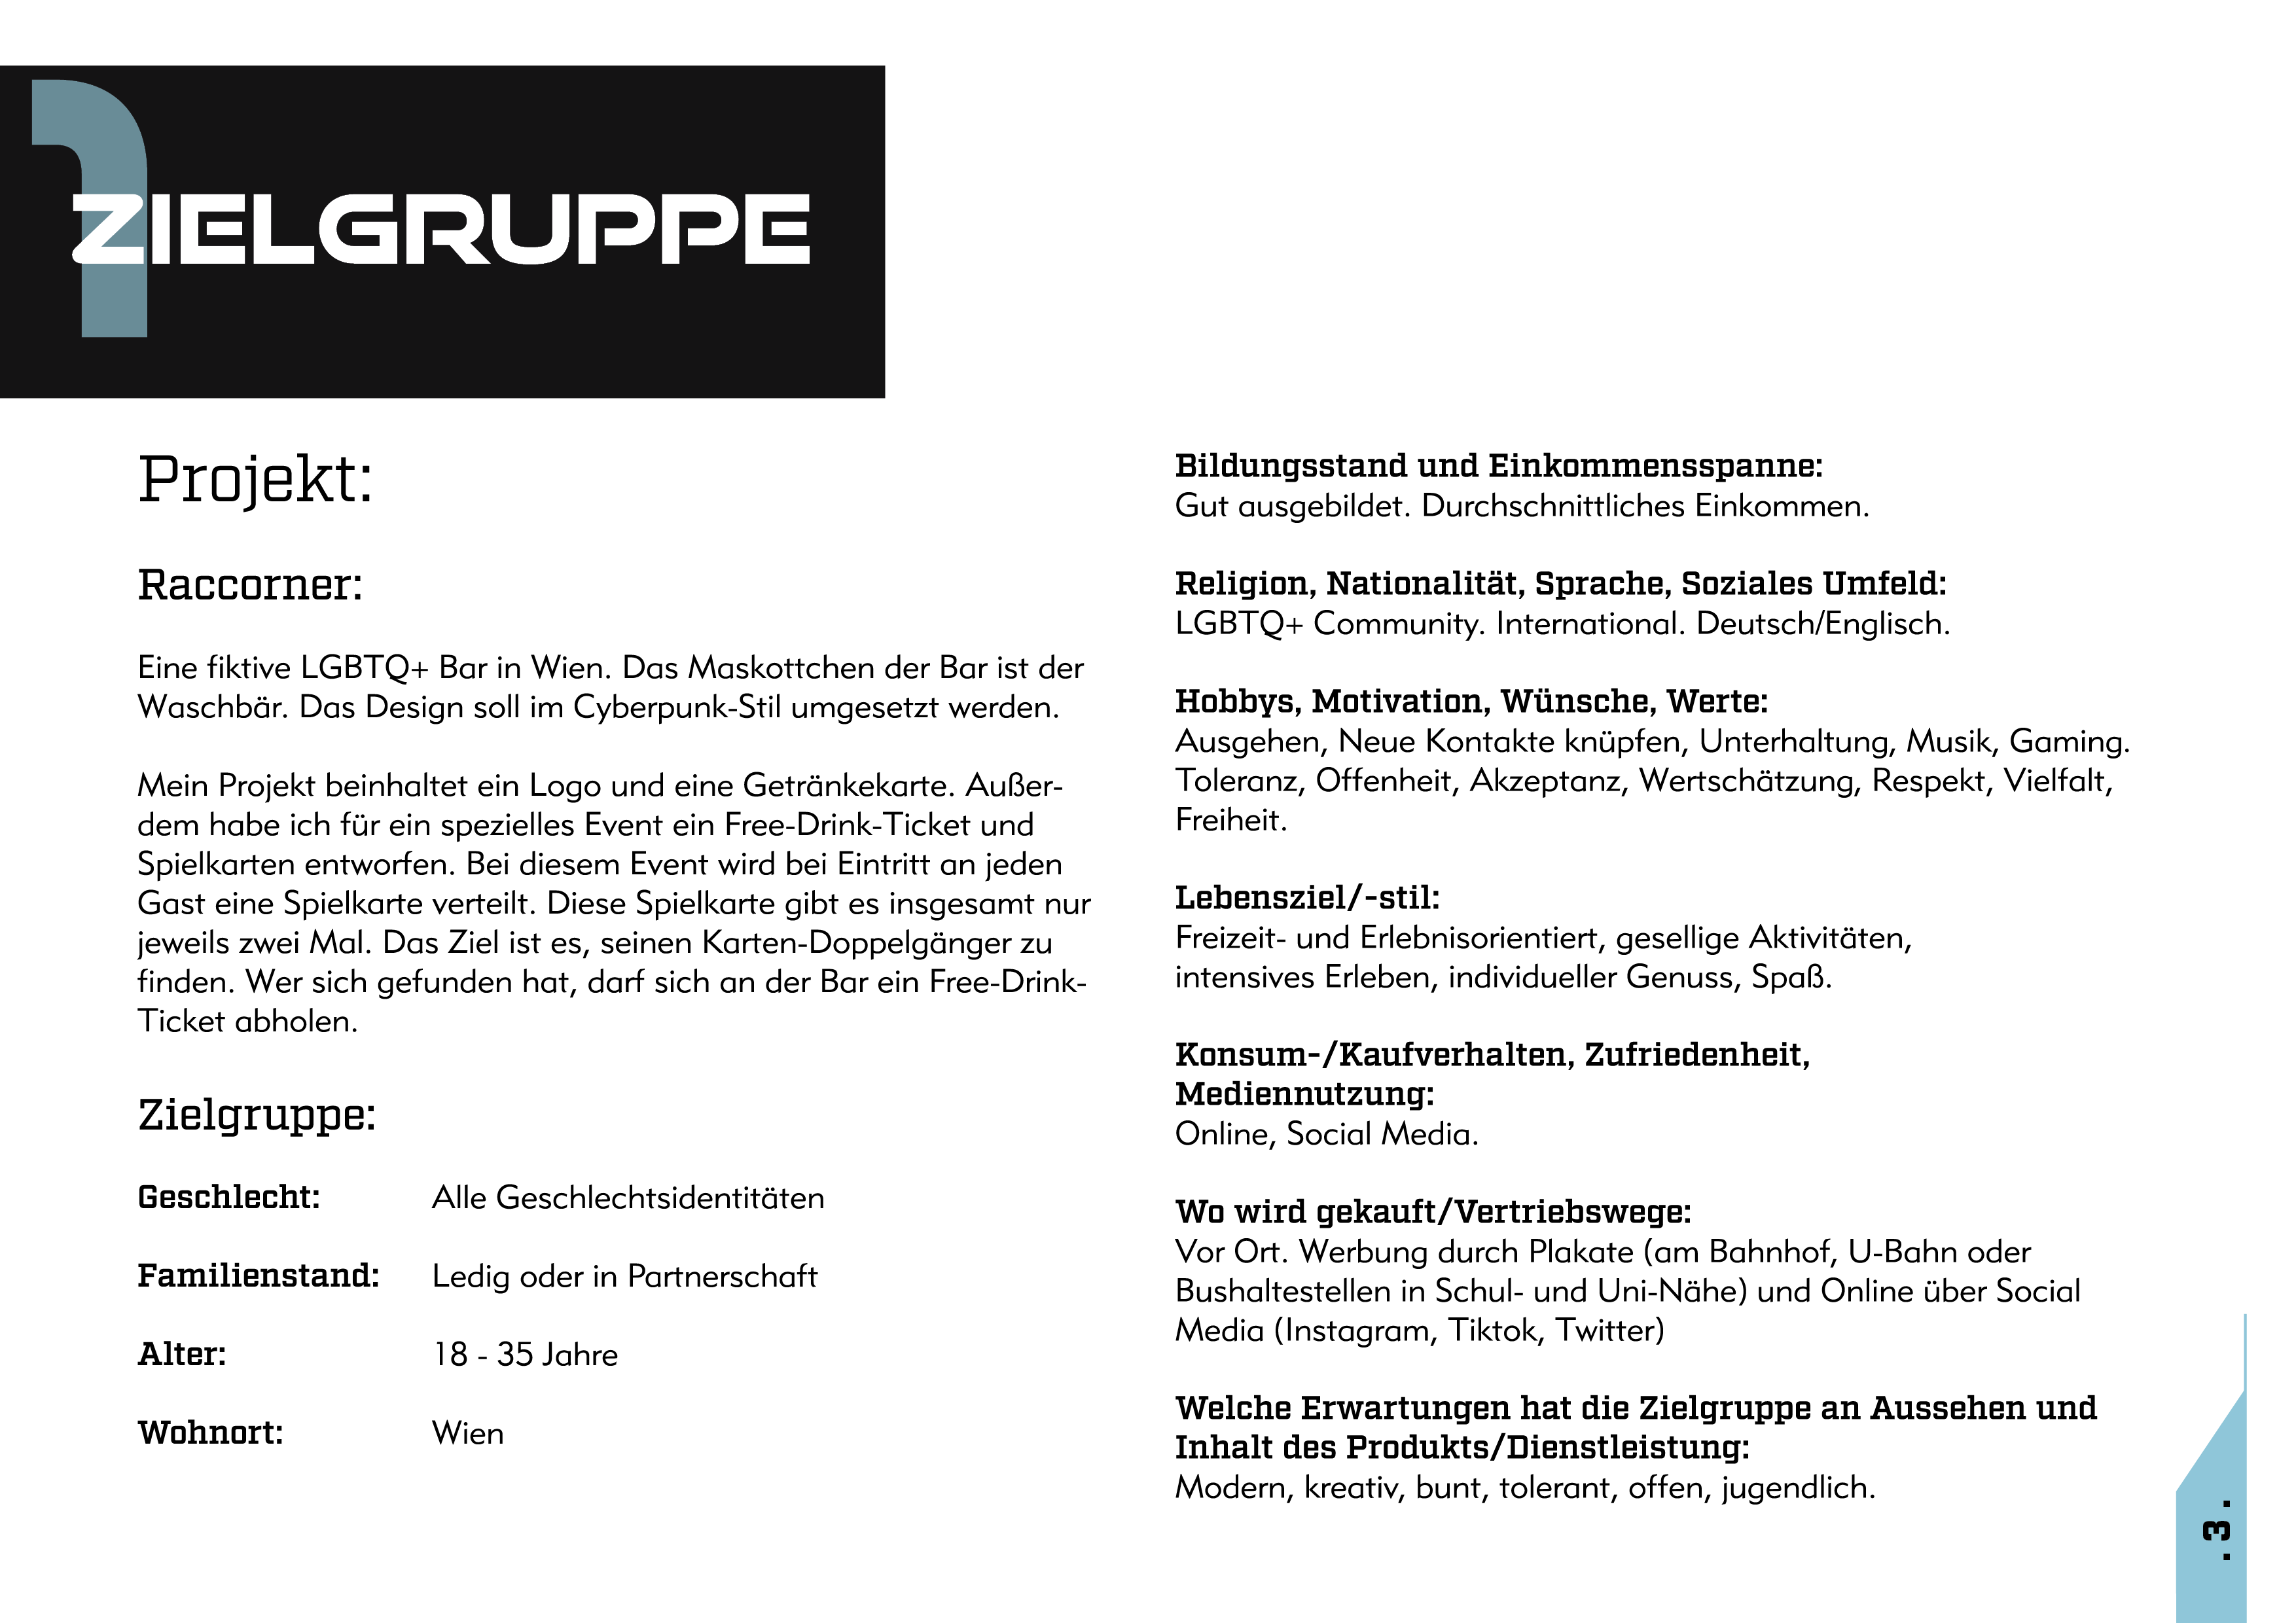 1
ZIELGRUPPE
Projekt:
Raccorner:
Eine fiktive LGBTQ+ Bar in Wien. Das Maskottchen der Bar ist der
Waschbär. Das Design soll im Cyberpunk-Stil umgesetzt werden.
Mein Projekt beinhaltet ein Logo und eine Getränkekarte. Außer-
dem habe ich für ein spezielles Event ein Free-Drink-Ticket und
Spielkarten entworfen. Bei diesem Event wird bei Eintritt an jeden
Gast eine Spielkarte verteilt. Diese Spielkarte gibt es insgesamt nur
jeweils zwei Mal. Das Ziel ist es, seinen Karten-Doppelgänger zu
finden. Wer sich gefunden hat, darf sich an der Bar ein Free-Drink-
Ticket abholen.
Zielgruppe:
Geschlecht: Alle Geschlechtsidentitäten
Familienstand: Ledig oder in Partnerschaft
Alter: 18 - 35 Jahre
Wohnort: Wien
Bildungsstand und Einkommensspanne:
Gut ausgebildet. Durchschnittliches Einkommen.
Religion, Nationalität, Sprache, Soziales Umfeld:
LGBTQ+ Community. International. Deutsch/Englisch.
Hobbys, Motivation, Wünsche, Werte:
Ausgehen, Neue Kontakte knüpfen, Unterhaltung, Musik, Gaming.
Toleranz, Offenheit, Akzeptanz, Wertschätzung, Respekt, Vielfalt,
Freiheit.
Lebensziel/-stil:
Freizeit- und Erlebnisorientiert, gesellige Aktivitäten,
intensives Erleben, individueller Genuss, Spaß.
Konsum-/Kaufverhalten, Zufriedenheit,
Mediennutzung:
Online, Social Media.
Wo wird gekauft/Vertriebswege:
Vor Ort. Werbung durch Plakate (am Bahnhof, U-Bahn oder
Bushaltestellen in Schul- und Uni-Nähe) und Online über Social
Media (Instagram, Tiktok, Twitter)
Welche Erwartungen hat die Zielgruppe an Aussehen und
Inhalt des Produkts/Dienstleistung:
Modern, kreativ, bunt, tolerant, offen, jugendlich.
. 3 .